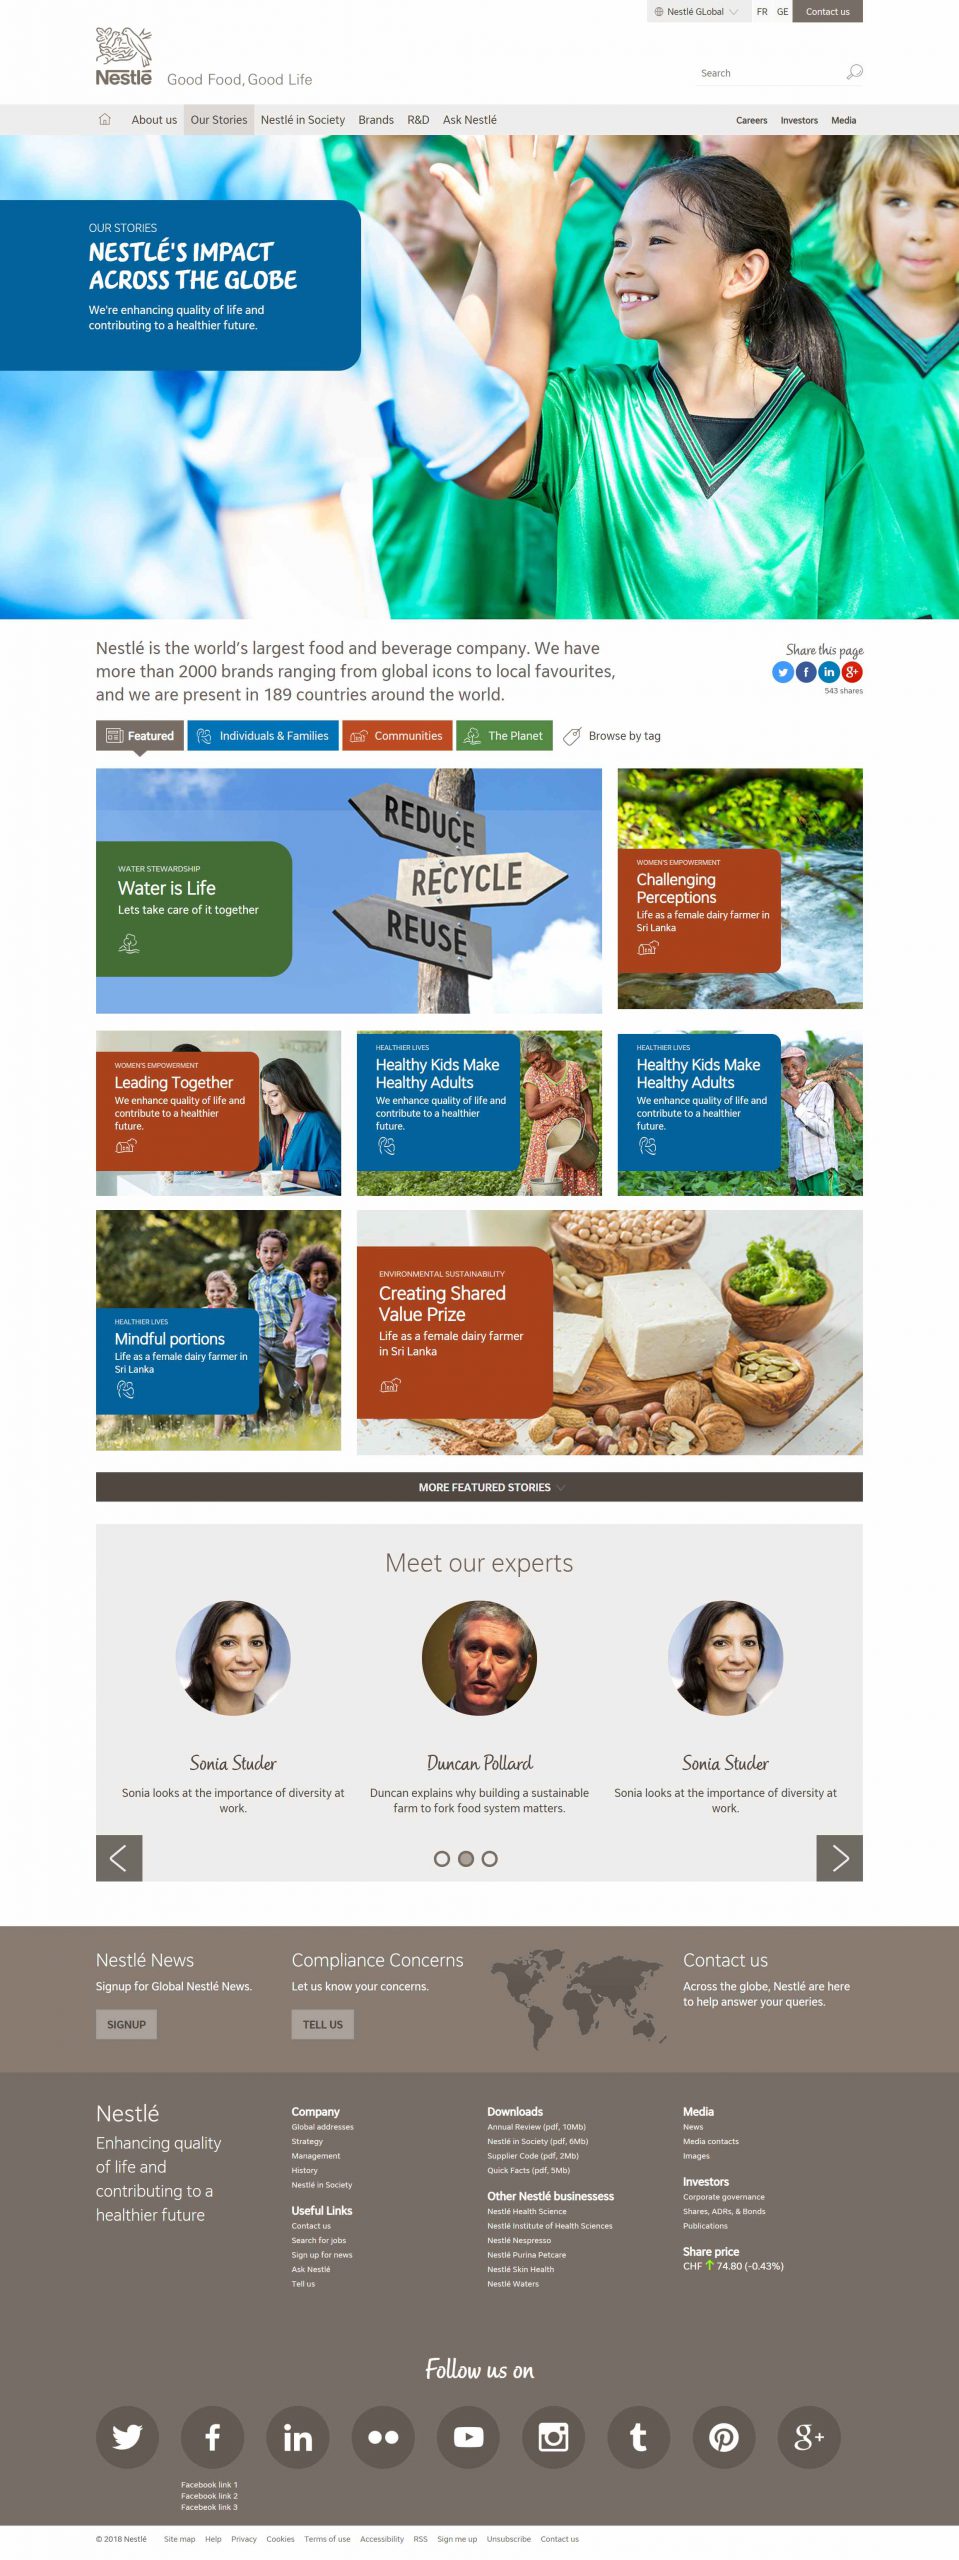 Nestlé GLobal
FR GE Contact us
Nestlé
Good Food, Good Life
Search
About us Our Stories Nestlé in Society Brands R&D Ask Nestlé
Careers Investors Media
OUR STORIES
NESTLÉ'S IMPACT
ACROSS THE GLOBE
We're enhancing quality of life and
contributing to a healthier future.
Nestlé is the world's largest food and beverage company. We have
more than 2000 brands ranging from global icons to local favourites,
and we are present in 189 countries around the world.
Share this page
543 shares
Featured Individuals & Families Communities The Planet Browse by tag
WATER STEWARDSHIP
Water is Life
Lets take care of it together
REDUCE
RECYCLE
REUSE
WOMEN'S EMPOWERMENT
Challenging
Perceptions
Life as a female dairy farmer in
Sri Lanka
WOMEN'S EMPOWERMENT
Leading Together
We enhance quality of life and
contribute to a healthier
future.
HEALTHIER LIVES
Healthy Kids Make
Healthy Adults
We enhance quality of life and
contribute to a healthier
future.
HEALTHIER LIVES
Healthy Kids Make
Healthy Adults
We enhance quality of life and
contribute to a healthier
future.
HEALTHIER LIVES
Mindful portions
Life as a female dairy farmer in
Sri Lanka
ENVIRONMENTAL SUSTAINABILITY
Creating Shared
Value Prize
Life as a female dairy farmer
in Sri Lanka
MORE FEATURED STORIES
Meet our experts
Sonia Studer
Sonia looks at the importance of diversity at
work.
Duncan Pollard
Duncan explains why building a sustainable
farm to fork food system matters.
Sonia Studer
Sonia looks at the importance of diversity at
work.
Nestlé News
Signup for Global Nestlé News.
SIGNUP
Compliance Concerns
Let us know your concerns.
TELL US
Contact us
Across the globe, Nestlé are here
to help answer your queries.
Nestlé
Enhancing quality
of life and
contributing to a
healthier future
Company
Global addresses
Strategy
Management
History
Nestlé in Society
Useful Links
Contact us
Search for jobs
Sign up for news
Ask Nestlé
Tell us
Downloads
Annual Review (pdf, 10Mb)
Nestlé in Society (pdf, 6Mb)
Supplier Code (pdf, 2Mb)
Quick Facts (pdf, 5Mb)
Other Nestlé businessess
Nestlé Health Science
Nestlé Institute of Health Sciences
Nestlé Nespresso
Nestlé Purina Petcare
Nestlé Skin Health
Nestlé Waters
Media
News
Media contacts
Images
Investors
Corporate governance
Shares, ADRs, & Bonds
Publications
Share price
CHF 74.80 (-0.43%)
Follow us on
Facebook link 1
Facebook link 2
Facebeok link 3
© 2018 Nestlé Site map Help Privacy Cookies Terms of use Accessibility RSS Sign me up Unsubscribe Contact us